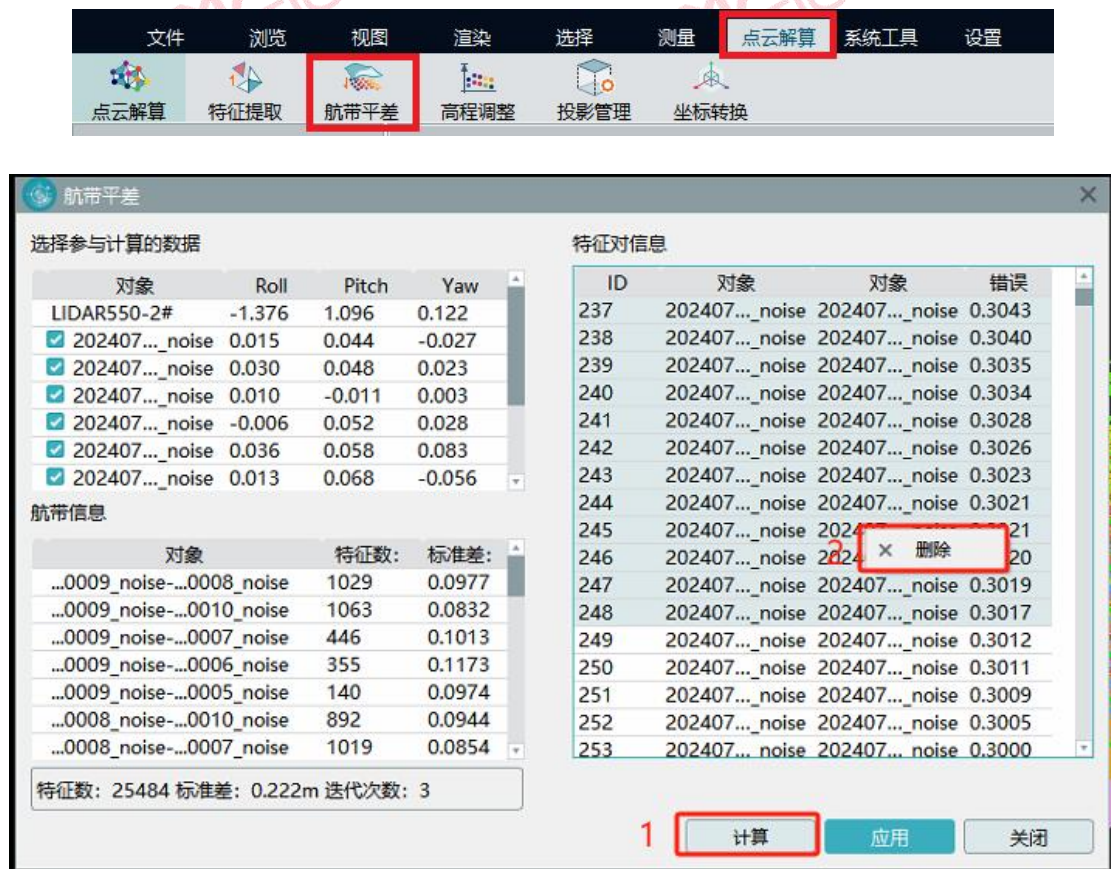 文件 浏览 视图 渲染 选择 测量 点云解算 系统工具 设置
点云解算 特征提取 航带平差 高程调整 投影管理 坐标转换
航带平差
选择参与计算的数据
对象 Roll Pitch Yaw
LIDAR550-2# -1.376 1.096 0.122
202407..._noise 0.015 0.044 -0.027
202407..._noise 0.030 0.048 0.023
202407..._noise 0.010 -0.011 0.003
202407..._noise -0.006 0.052 0.028
202407..._noise 0.036 0.058 0.083
202407..._noise 0.013 0.068 -0.056
航带信息
对象 特征数: 标准差:
...0009_noise-...0008_noise 1029 0.0977
...0009_noise-...0010_noise 1063 0.0832
...0009_noise-...0007_noise 446 0.1013
...0009_noise-...0006_noise 355 0.1173
...0009_noise-...0005_noise 140 0.0974
...0008_noise-...0010_noise 892 0.0944
...0008_noise-...0007_noise 1019 0.0854
特征数: 25484 标准差: 0.222m 迭代次数: 3
特征对信息
ID 对象 对象 错误
237 202407..._noise 202407..._noise 0.3043
238 202407..._noise 202407..._noise 0.3040
239 202407..._noise 202407..._noise 0.3035
240 202407..._noise 202407..._noise 0.3034
241 202407..._noise 202407..._noise 0.3028
242 202407..._noise 202407..._noise 0.3026
243 202407..._noise 202407..._noise 0.3023
244 202407..._noise 202407..._noise 0.3021
245 202407..._noise 21
246 202407..._noise 20
2 删除
247 202407..._noise 202407..._noise 0.3019
248 202407..._noise 202407..._noise 0.3017
249 202407..._noise 202407..._noise 0.3012
250 202407..._noise 202407..._noise 0.3011
251 202407..._noise 202407..._noise 0.3009
252 202407..._noise 202407..._noise 0.3005
253 202407..._noise 202407..._noise 0.3000
1 计算 应用 关闭